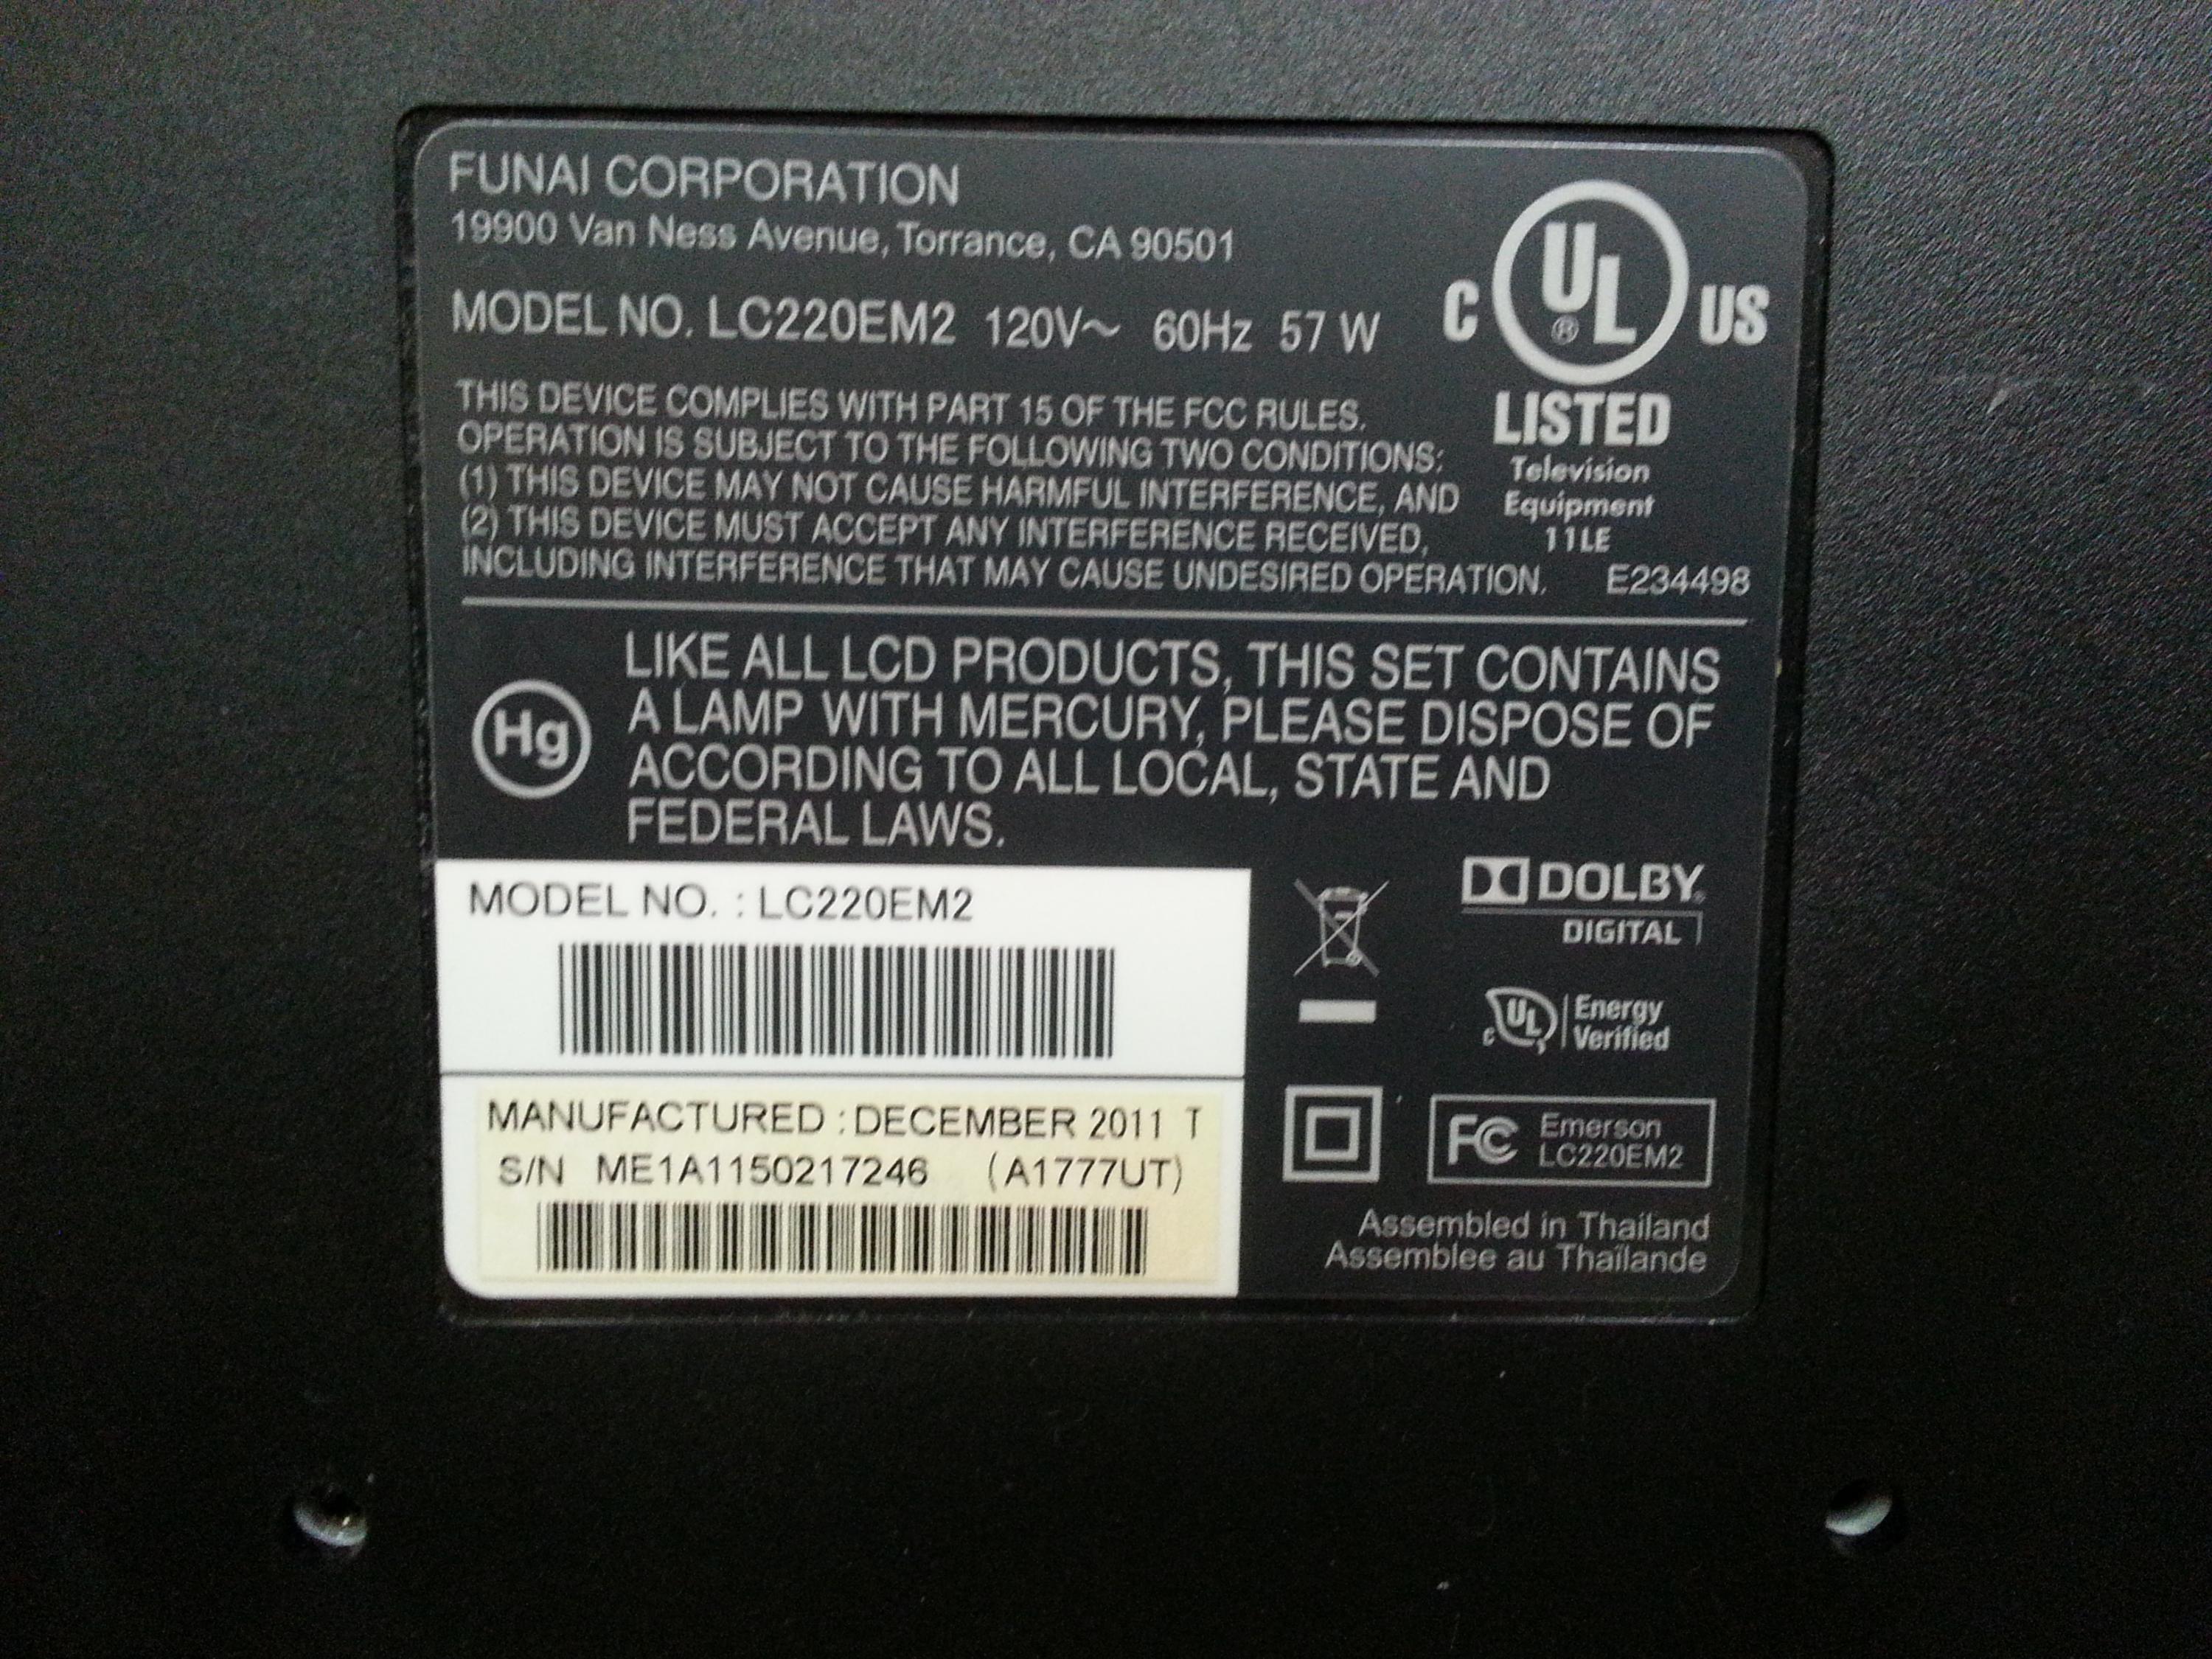 FUNAI CORPORATION
19900 Van Ness Avenue, Torrance, CA 90501
MODEL NO. LC220EM2 120V~ 60Hz 57 W
C UL ® US
LISTED
Television
Equipment
11LE
E234498
THIS DEVICE COMPLIES WITH PART 15 OF THE FCC RULES.
OPERATION IS SUBJECT TO THE FOLLOWING TWO CONDITIONS:
(1) THIS DEVICE MAY NOT CAUSE HARMFUL INTERFERENCE, AND
(2) THIS DEVICE MUST ACCEPT ANY INTERFERENCE RECEIVED,
INCLUDING INTERFERENCE THAT MAY CAUSE UNDESIRED OPERATION.
Hg
LIKE ALL LCD PRODUCTS, THIS SET CONTAINS
A LAMP WITH MERCURY, PLEASE DISPOSE OF
ACCORDING TO ALL LOCAL, STATE AND
FEDERAL LAWS.
MODEL NO. : LC220EM2
MANUFACTURED : DECEMBER 2011 T
S/N ME1A1150217246 (A1777UT)
DOLBY®
DIGITAL
c UL Energy
Verified
FC Emerson
LC220EM2
Assembled in Thailand
Assemblee au Thaïlande